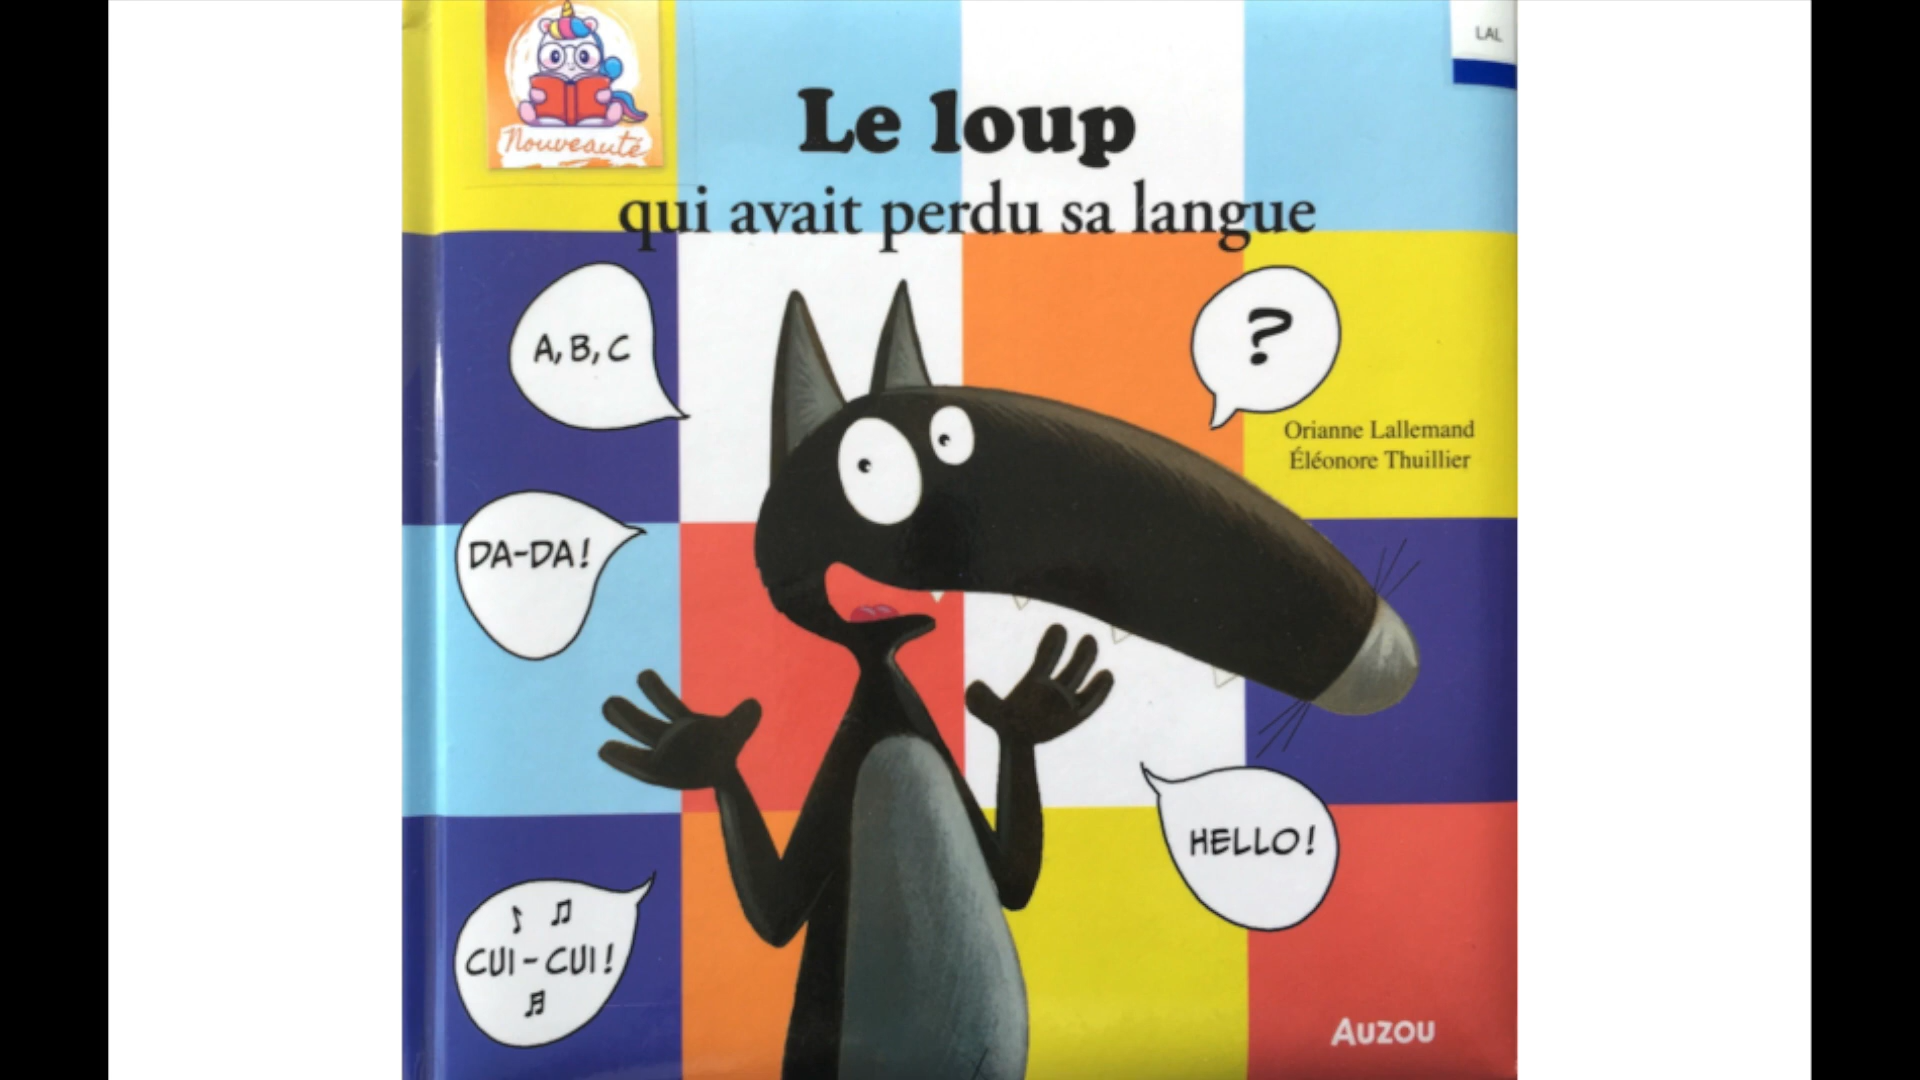 Nouveauté
LAL
Le loup
qui avait perdu sa langue
A, B, C
?
Orianne Lallemand
Éléonore Thuillier
DA-DA!
HELLO!
CUI-CUI!
AUZOU